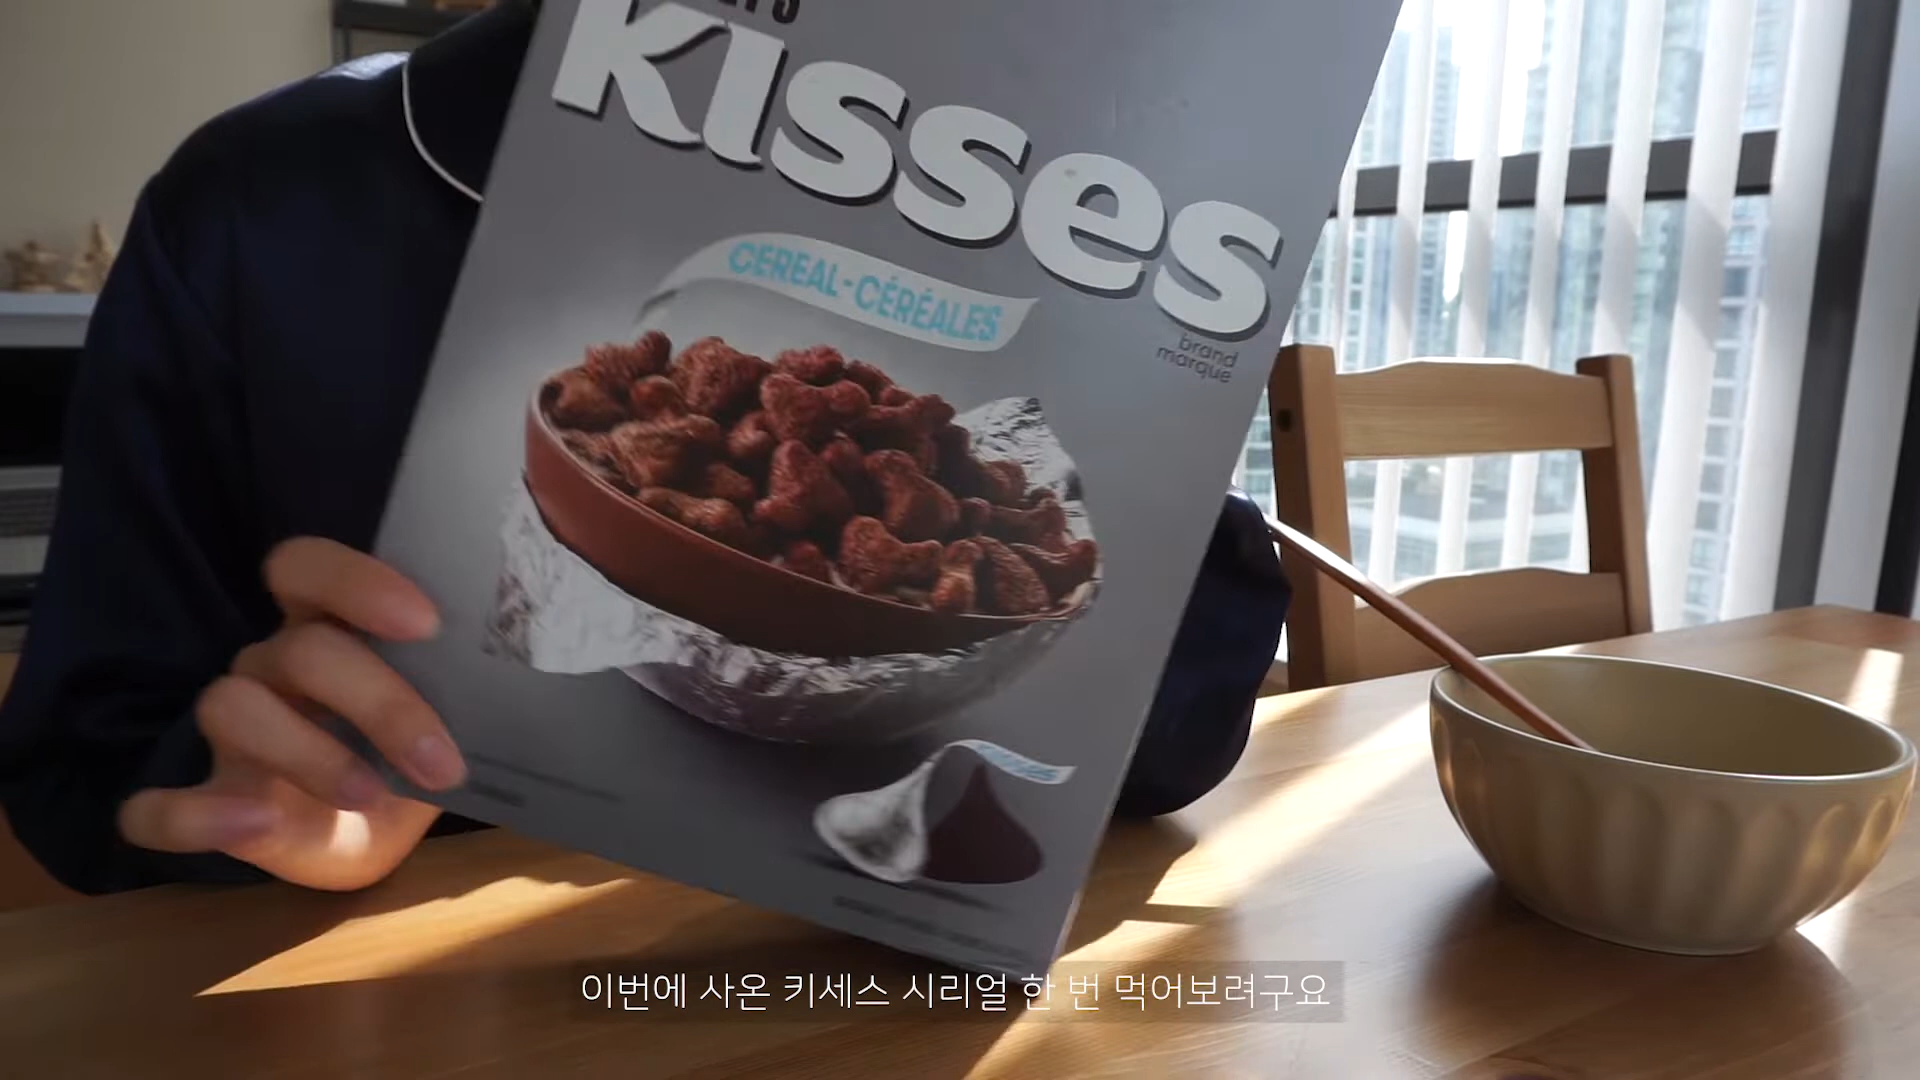 Kisses
CEREAL-CÉRÉALES
brand
marque
이번에 사온 키세스 시리얼 한 번 먹어보려구요